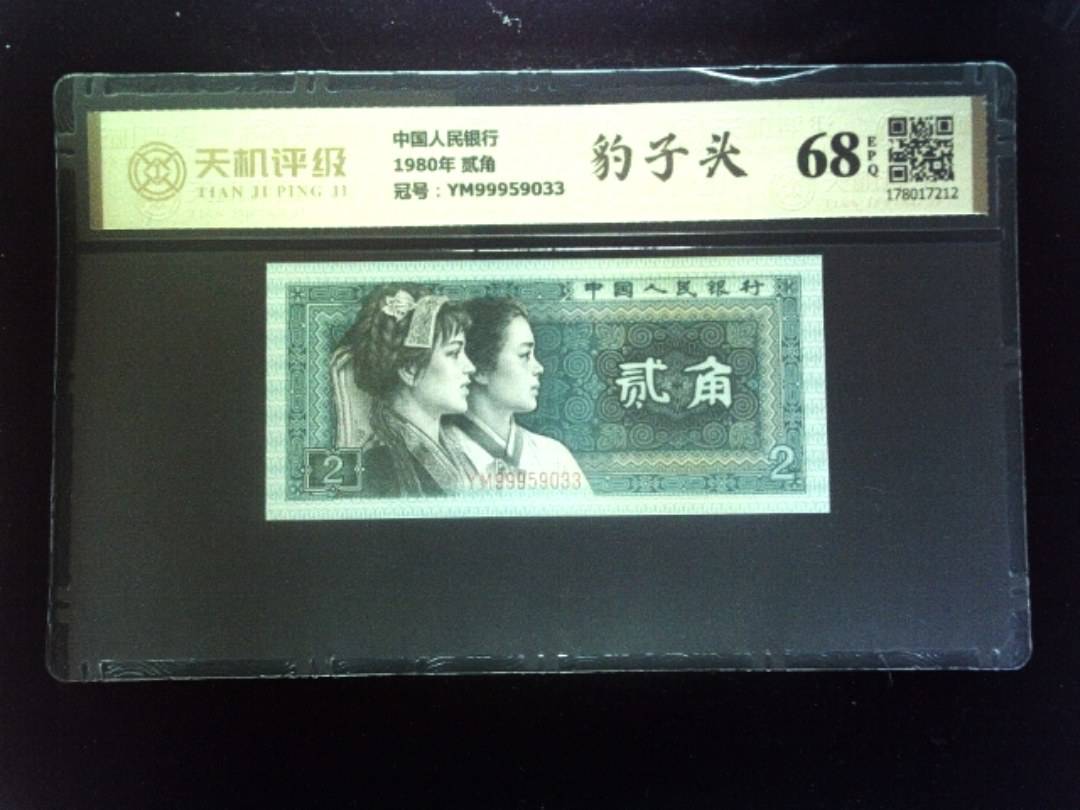 天机评级
TIAN JI PING JI
中国人民银行
1980年 贰角
冠号：YM99959033
豹子头
68
EPQ
178017212
中国人民银行
贰角
2
2
YM99959033